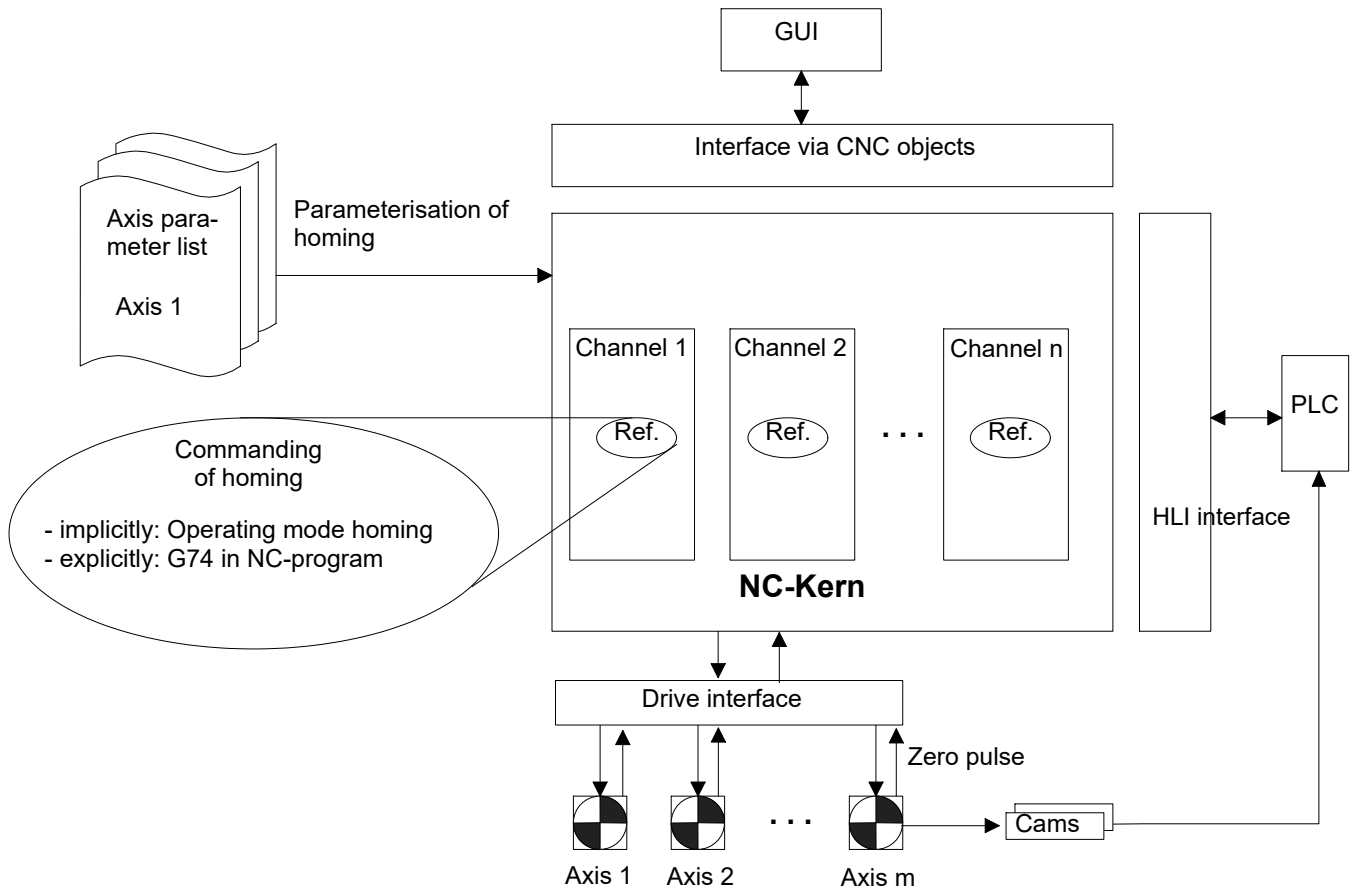 GUI
Interface via CNC objects
Axis para-
meter list
Axis 1
Parameterisation of
homing
Channel 1
Channel 2
Channel n
Ref.
Ref.
. . .
Ref.
PLC
Commanding
of homing
- implicitly: Operating mode homing
- explicitly: G74 in NC-program
HLI interface
NC-Kern
Drive interface
Zero pulse
. . .
Cams
Axis 1
Axis 2
Axis m